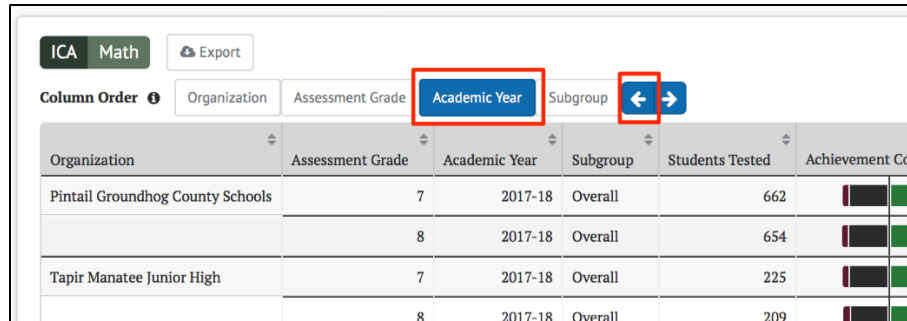 ICA Math Export
Column Order Organization Assessment Grade Academic Year Subgroup
Organization Assessment Grade Academic Year Subgroup Students Tested Achievement
Pintail Groundhog County Schools 7 2017-18 Overall 662
8 2017-18 Overall 654
Tapir Manatee Junior High 7 2017-18 Overall 225
8 2017-18 Overall 209